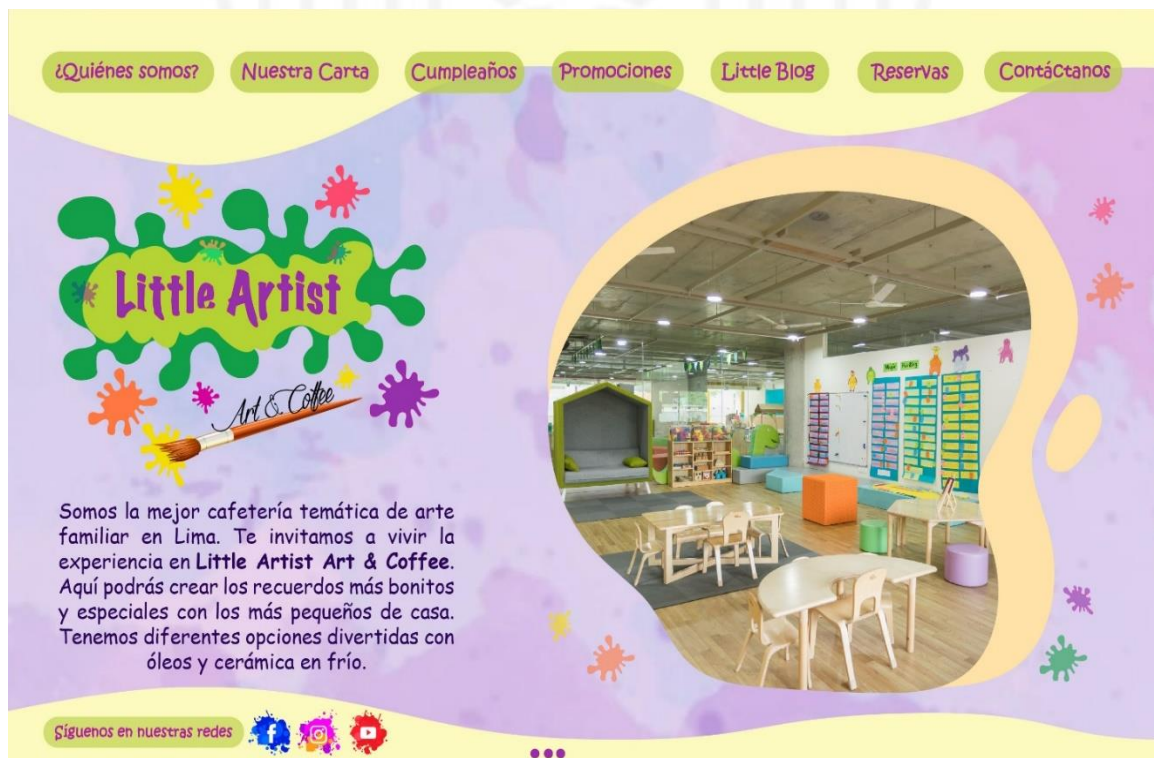 ¿Quiénes somos?
Nuestra Carta
Cumpleaños
Promociones
Little Blog
Reservas
Contáctanos
Little Artist
Art & Coffee
Somos la mejor cafetería temática de arte
familiar en Lima. Te invitamos a vivir la
experiencia en Little Artist Art & Coffee.
Aquí podrás crear los recuerdos más bonitos
y especiales con los más pequeños de casa.
Tenemos diferentes opciones divertidas con
óleos y cerámica en frío.
Síguenos en nuestras redes